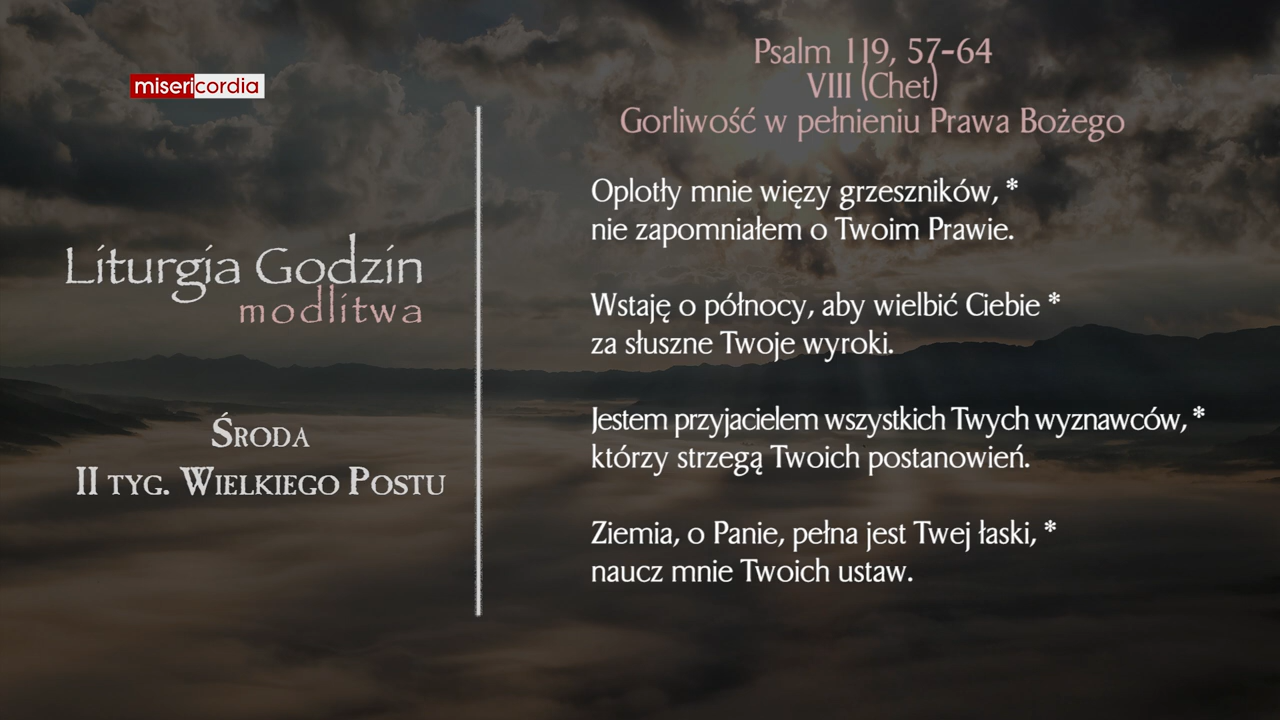 misericordia
Liturgia Godzin
modlitwa
Środa
II tyg. Wielkiego Postu
Psalm 119, 57-64
VIII (Chet)
Gorliwość w pełnieniu Prawa Bożego
Oplotły mnie więzy grzeszników, *
nie zapomniałem o Twoim Prawie.
Wstaję o północy, aby wielbić Ciebie *
za słuszne Twoje wyroki.
Jestem przyjacielem wszystkich Twych wyznawców, *
którzy strzegą Twoich postanowień.
Ziemia, o Panie, pełna jest Twej łaski, *
naucz mnie Twoich ustaw.